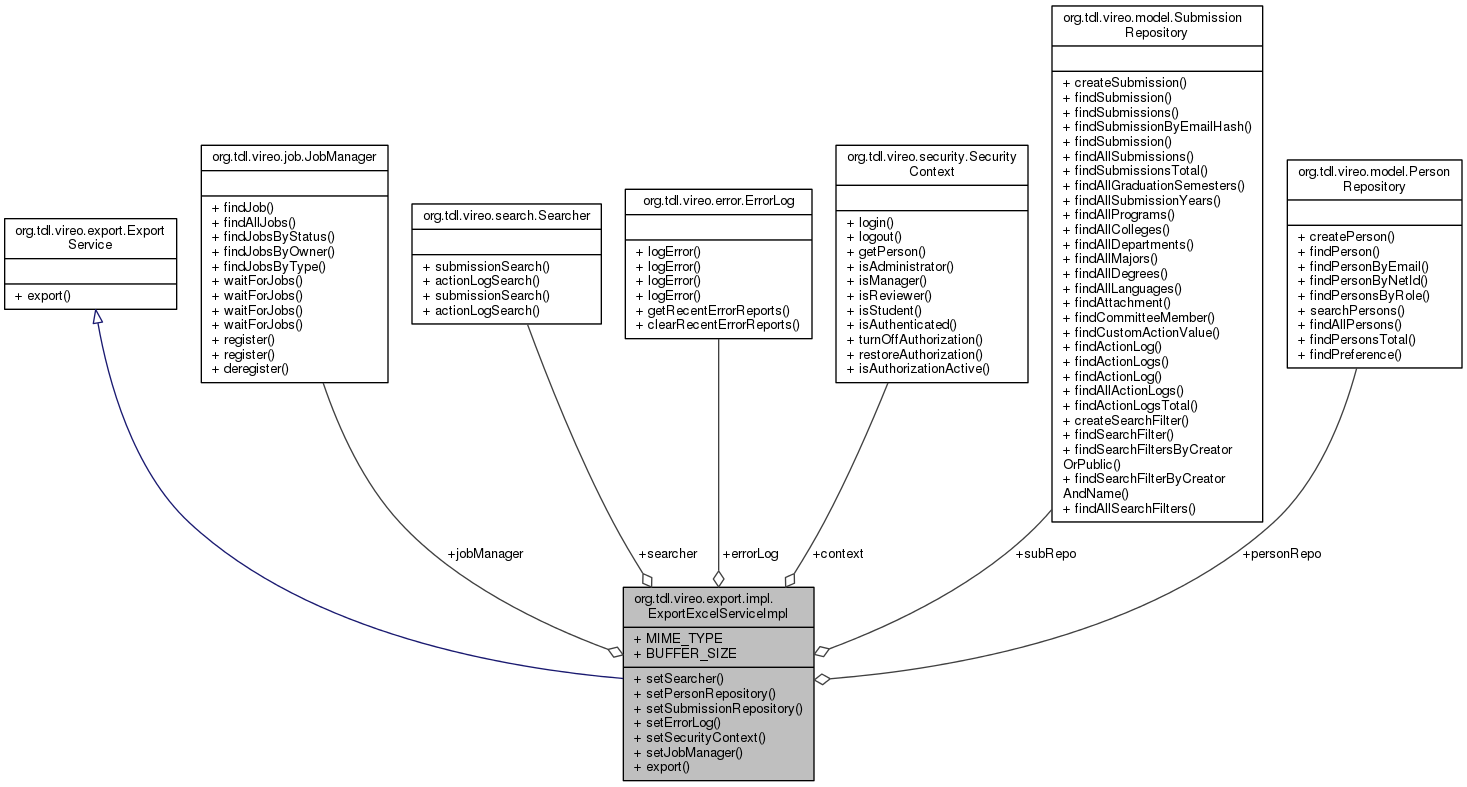 org.tdl.vireo.export.Export
Service
+ export()
org.tdl.vireo.job.JobManager
+ findJob()
+ findAllJobs()
+ findJobsByStatus()
+ findJobsByOwner()
+ findJobsByType()
+ waitForJobs()
+ waitForJobs()
+ waitForJobs()
+ waitForJobs()
+ register()
+ register()
+ deregister()
org.tdl.vireo.search.Searcher
+ submissionSearch()
+ actionLogSearch()
+ submissionSearch()
+ actionLogSearch()
org.tdl.vireo.error.ErrorLog
+ logError()
+ logError()
+ logError()
+ logError()
+ getRecentErrorReports()
+ clearRecentErrorReports()
org.tdl.vireo.security.Security
Context
+ login()
+ logout()
+ getPerson()
+ isAdministrator()
+ isManager()
+ isReviewer()
+ isStudent()
+ isAuthenticated()
+ turnOffAuthorization()
+ restoreAuthorization()
+ isAuthorizationActive()
org.tdl.vireo.model.Submission
Repository
+ createSubmission()
+ findSubmission()
+ findSubmissions()
+ findSubmissionByEmailHash()
+ findSubmission()
+ findAllSubmissions()
+ findSubmissionsTotal()
+ findAllGraduationSemesters()
+ findAllSubmissionYears()
+ findAllPrograms()
+ findAllColleges()
+ findAllDepartments()
+ findAllMajors()
+ findAllDegrees()
+ findAllLanguages()
+ findAttachment()
+ findCommitteeMember()
+ findCustomActionValue()
+ findActionLog()
+ findActionLogs()
+ findActionLog()
+ findAllActionLogs()
+ findActionLogsTotal()
+ createSearchFilter()
+ findSearchFilter()
+ findSearchFiltersByCreator
OrPublic()
+ findSearchFilterByCreator
AndName()
+ findAllSearchFilters()
org.tdl.vireo.model.Person
Repository
+ createPerson()
+ findPerson()
+ findPersonByEmail()
+ findPersonByNetId()
+ findPersonsByRole()
+ searchPersons()
+ findAllPersons()
+ findPersonsTotal()
+ findPreference()
+jobManager
+searcher
+errorLog
+context
+subRepo
+personRepo
org.tdl.vireo.export.impl.
ExportExcelServiceImpl
+ MIME_TYPE
+ BUFFER_SIZE
+ setSearcher()
+ setPersonRepository()
+ setSubmissionRepository()
+ setErrorLog()
+ setSecurityContext()
+ setJobManager()
+ export()